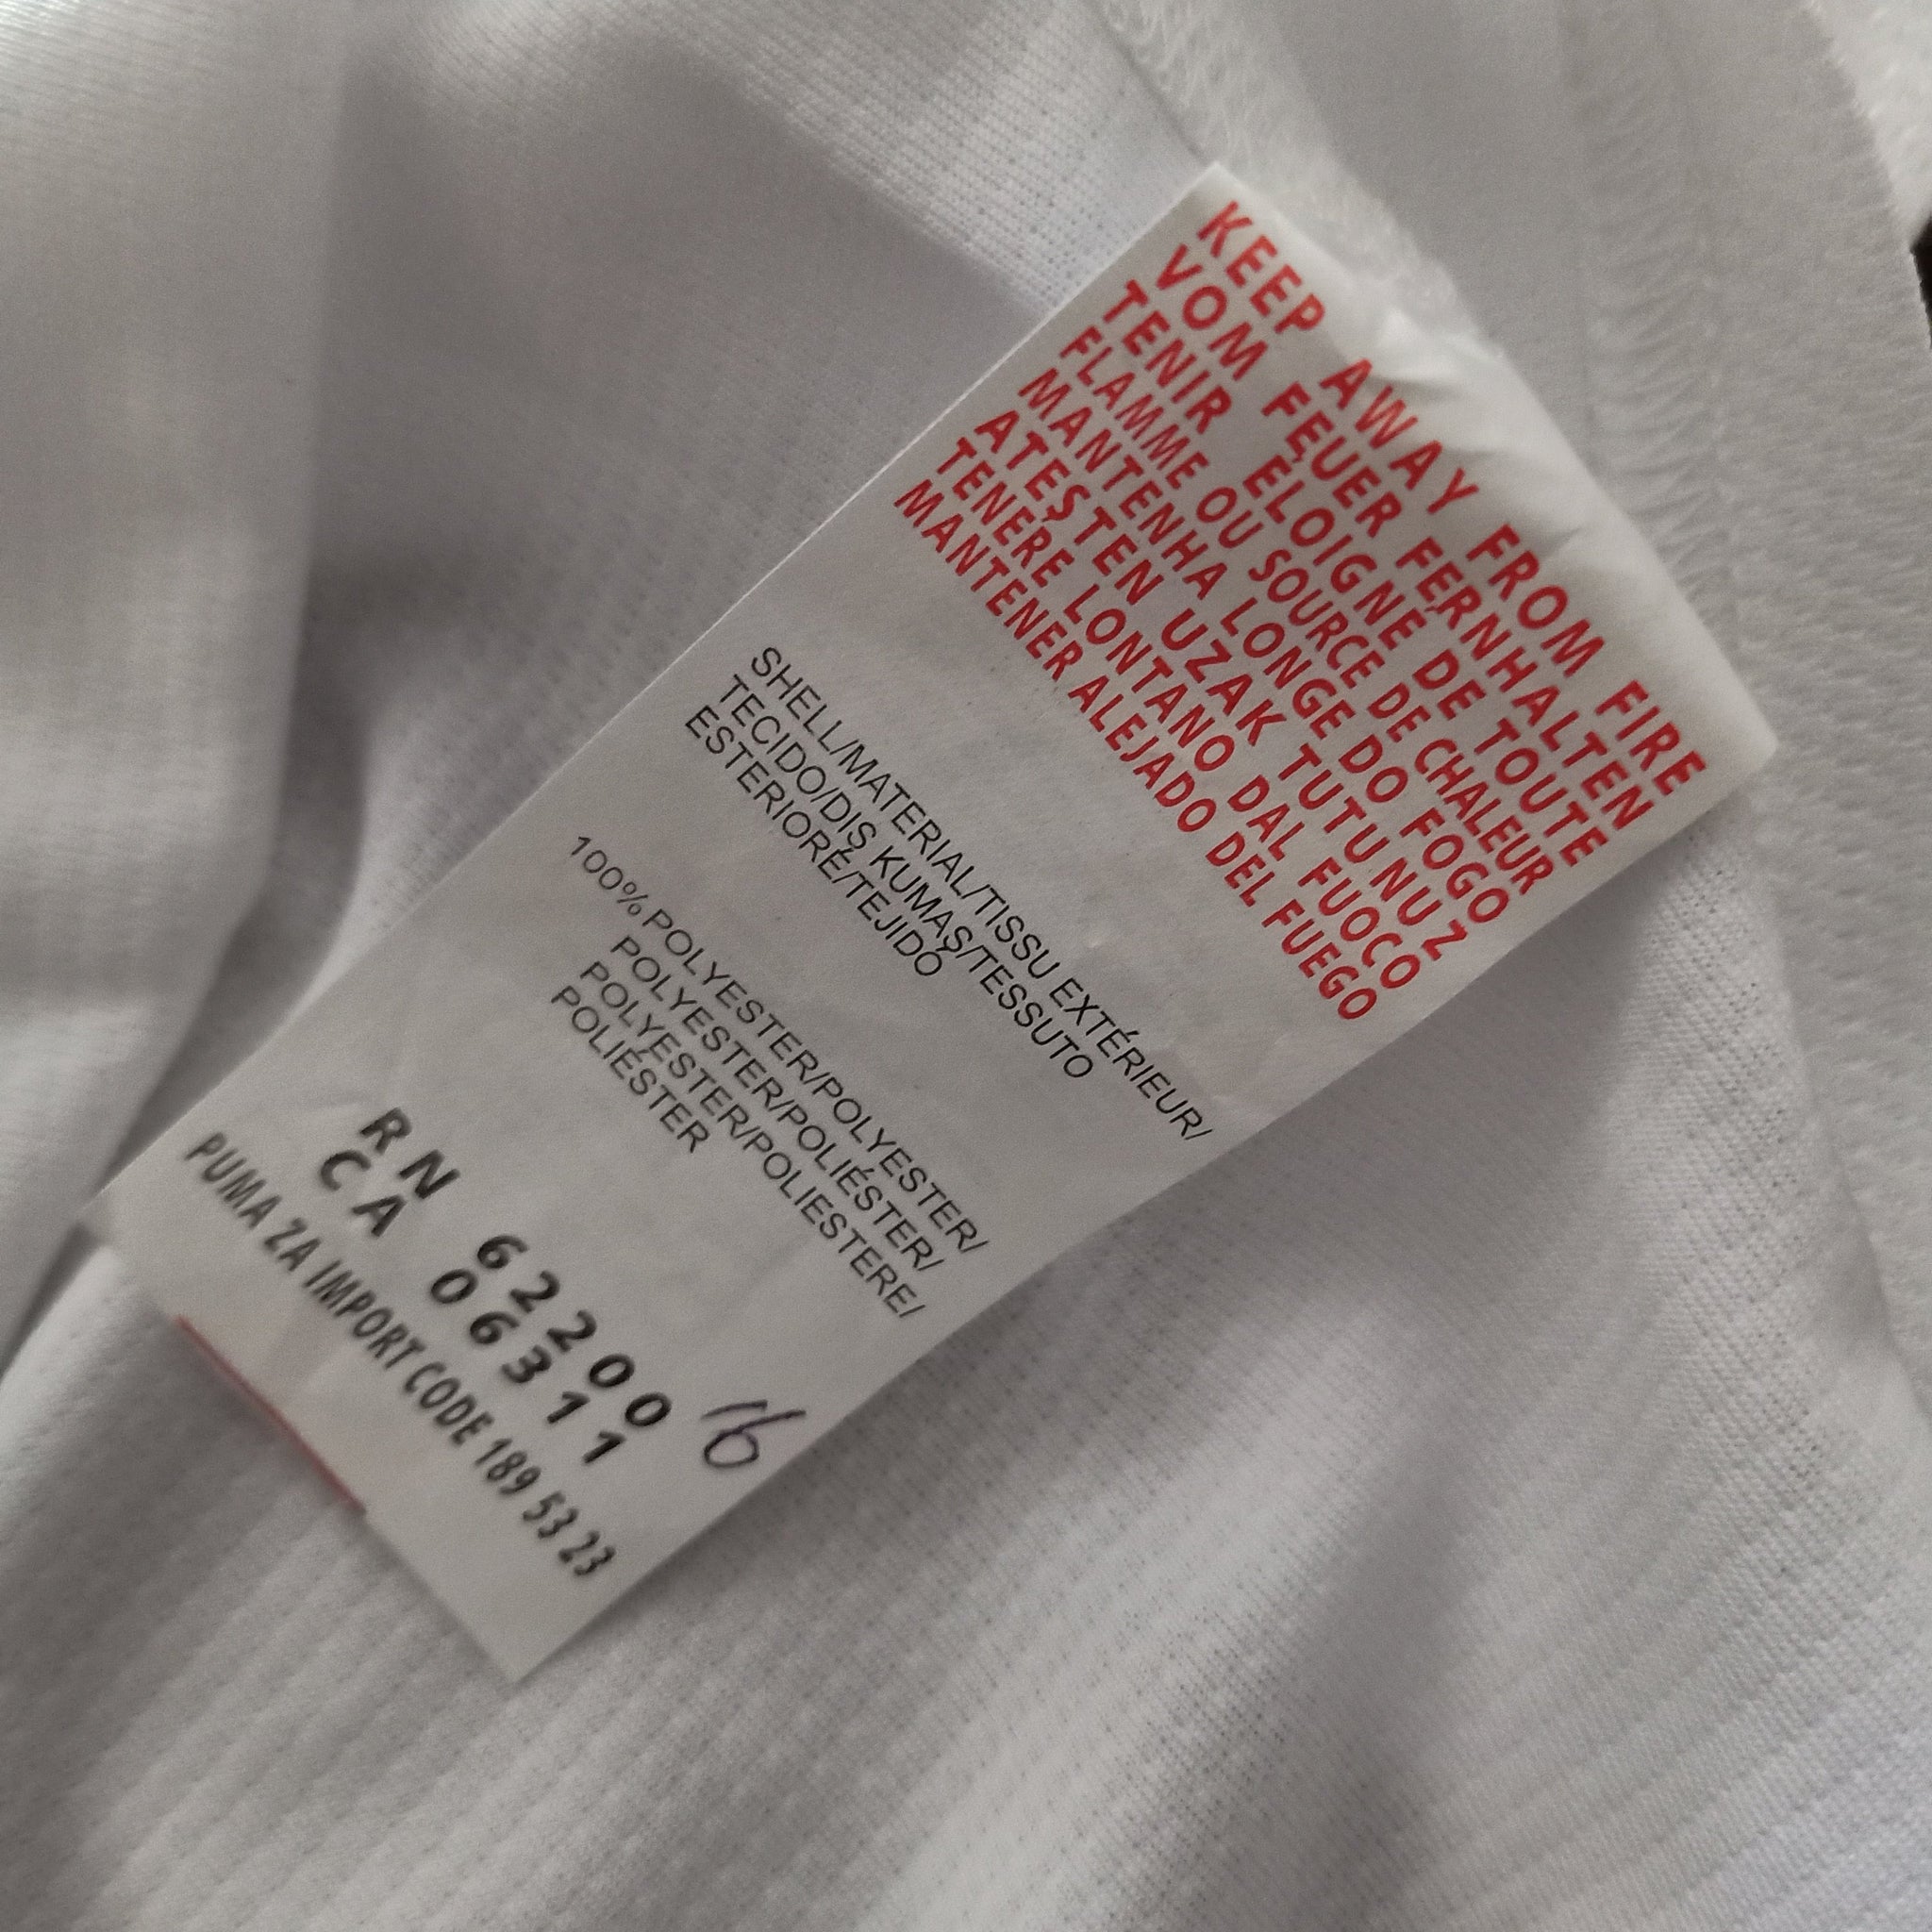 KEEP AWAY FROM FIRE
VOM FEUER FERNHALTEN
TENIR ELOIGNÉ DE TOUTE
FLAMME OU SOURCE DE CHALEUR
MANTENHA LONGE DO FOGO
ATEŞTEN UZAK TUTUNUZ
TENERE LONTANO DAL FUOCO
MANTENER ALEJADO DEL FUEGO
SHELL/MATERIAL/TISSU EXTÉRIEUR/
TECIDO/DIŞ KUMAŞ/TESSUTO
ESTERIORE/TEJIDO
100% POLYESTER/POLYESTER/
POLYESTER/POLIÉSTER/
POLYESTER/POLIESTERE/
POLIÉSTER
RN 62200
CA 06311
16
PUMA ZA IMPORT CODE 189 53 23